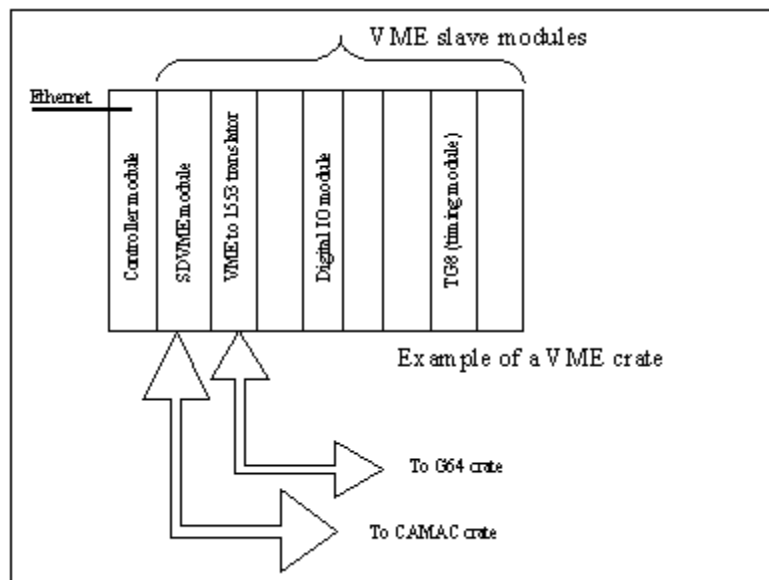 VME slave modules
Ethernet
Controller module
SDVME module
VME to 1553 translator
Digital IO module
TG8 (timing module)
Example of a VME crate
To G64 crate
To CAMAC crate